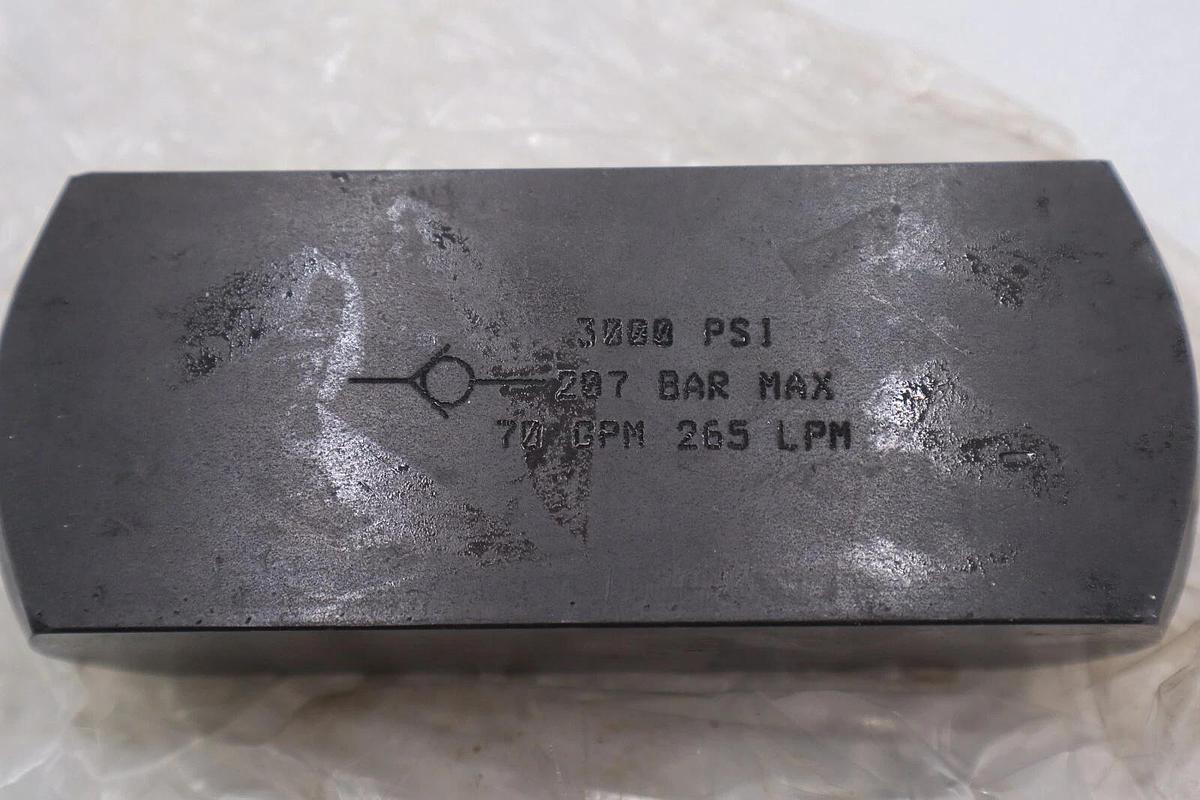 3000 PSI
207 BAR MAX
70 GPM 265 LPM